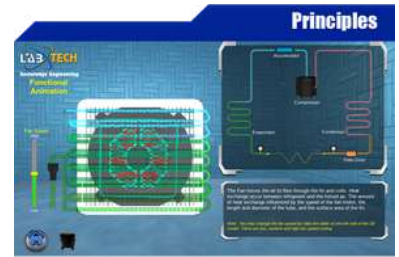 Principles
LAB TECH
Knowledge Engineering
Functional
Animation
Fan Speed
Accumulator
Compressor
Evaporator
Condenser
The Fan forces the air to flow through the fin and coils. Heat
exchange occur between refrigerant and the forced air. The amount
of heat exchange influenced by the speed of the fan motor, the
length and diameter of the tube, and the surface area of the fin.